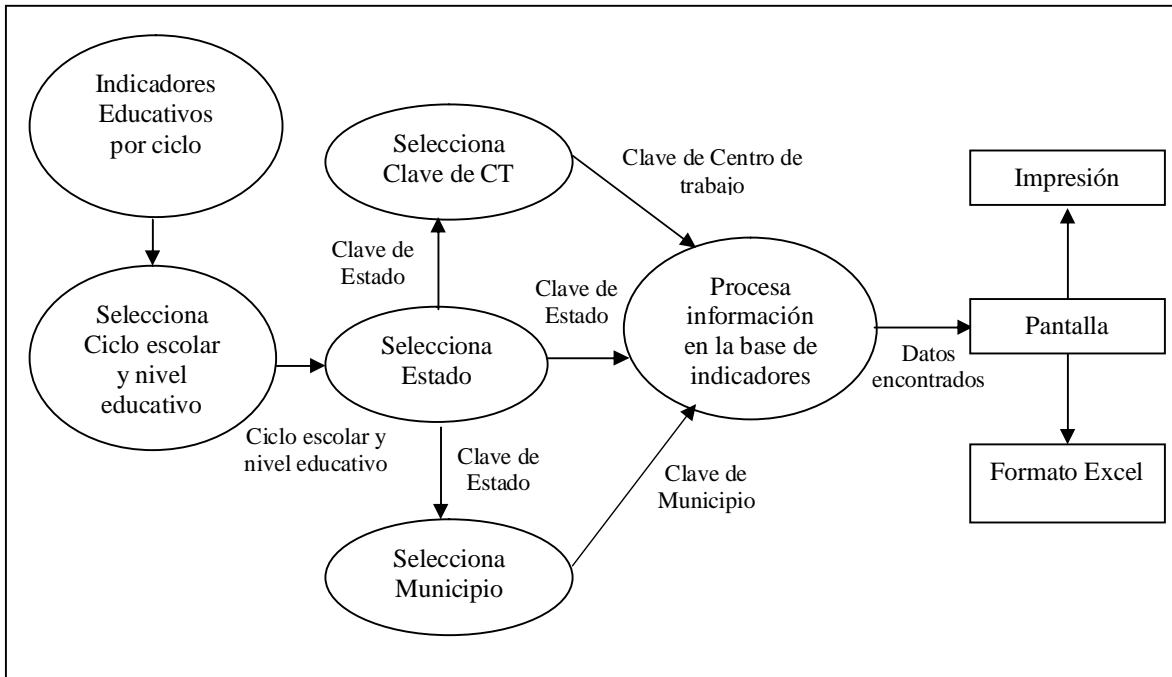 Indicadores
Educativos
por ciclo
Selecciona
Ciclo escolar
y nivel
educativo
Ciclo escolar y
nivel educativo
Selecciona
Estado
Clave de
Estado
Selecciona
Clave de CT
Clave de Centro de
trabajo
Clave de
Estado
Clave de
Estado
Selecciona
Municipio
Clave de
Municipio
Procesa
información
en la base de
indicadores
Datos
encontrados
Impresión
Pantalla
Formato Excel